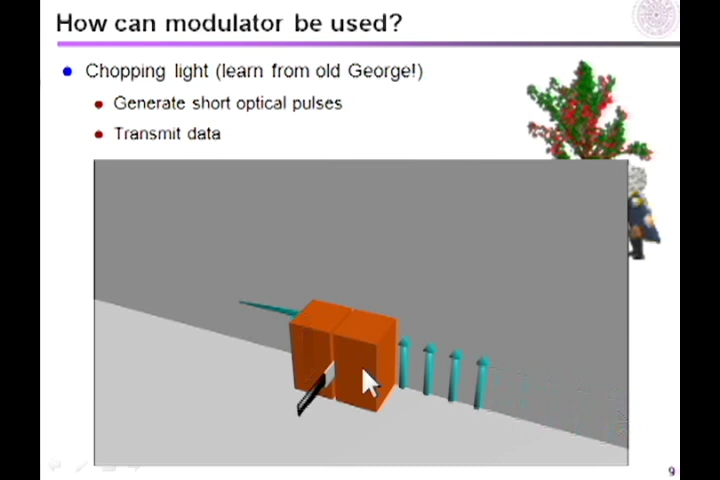 How can modulator be used?
Chopping light (learn from old George!)
Generate short optical pulses
Transmit data
9